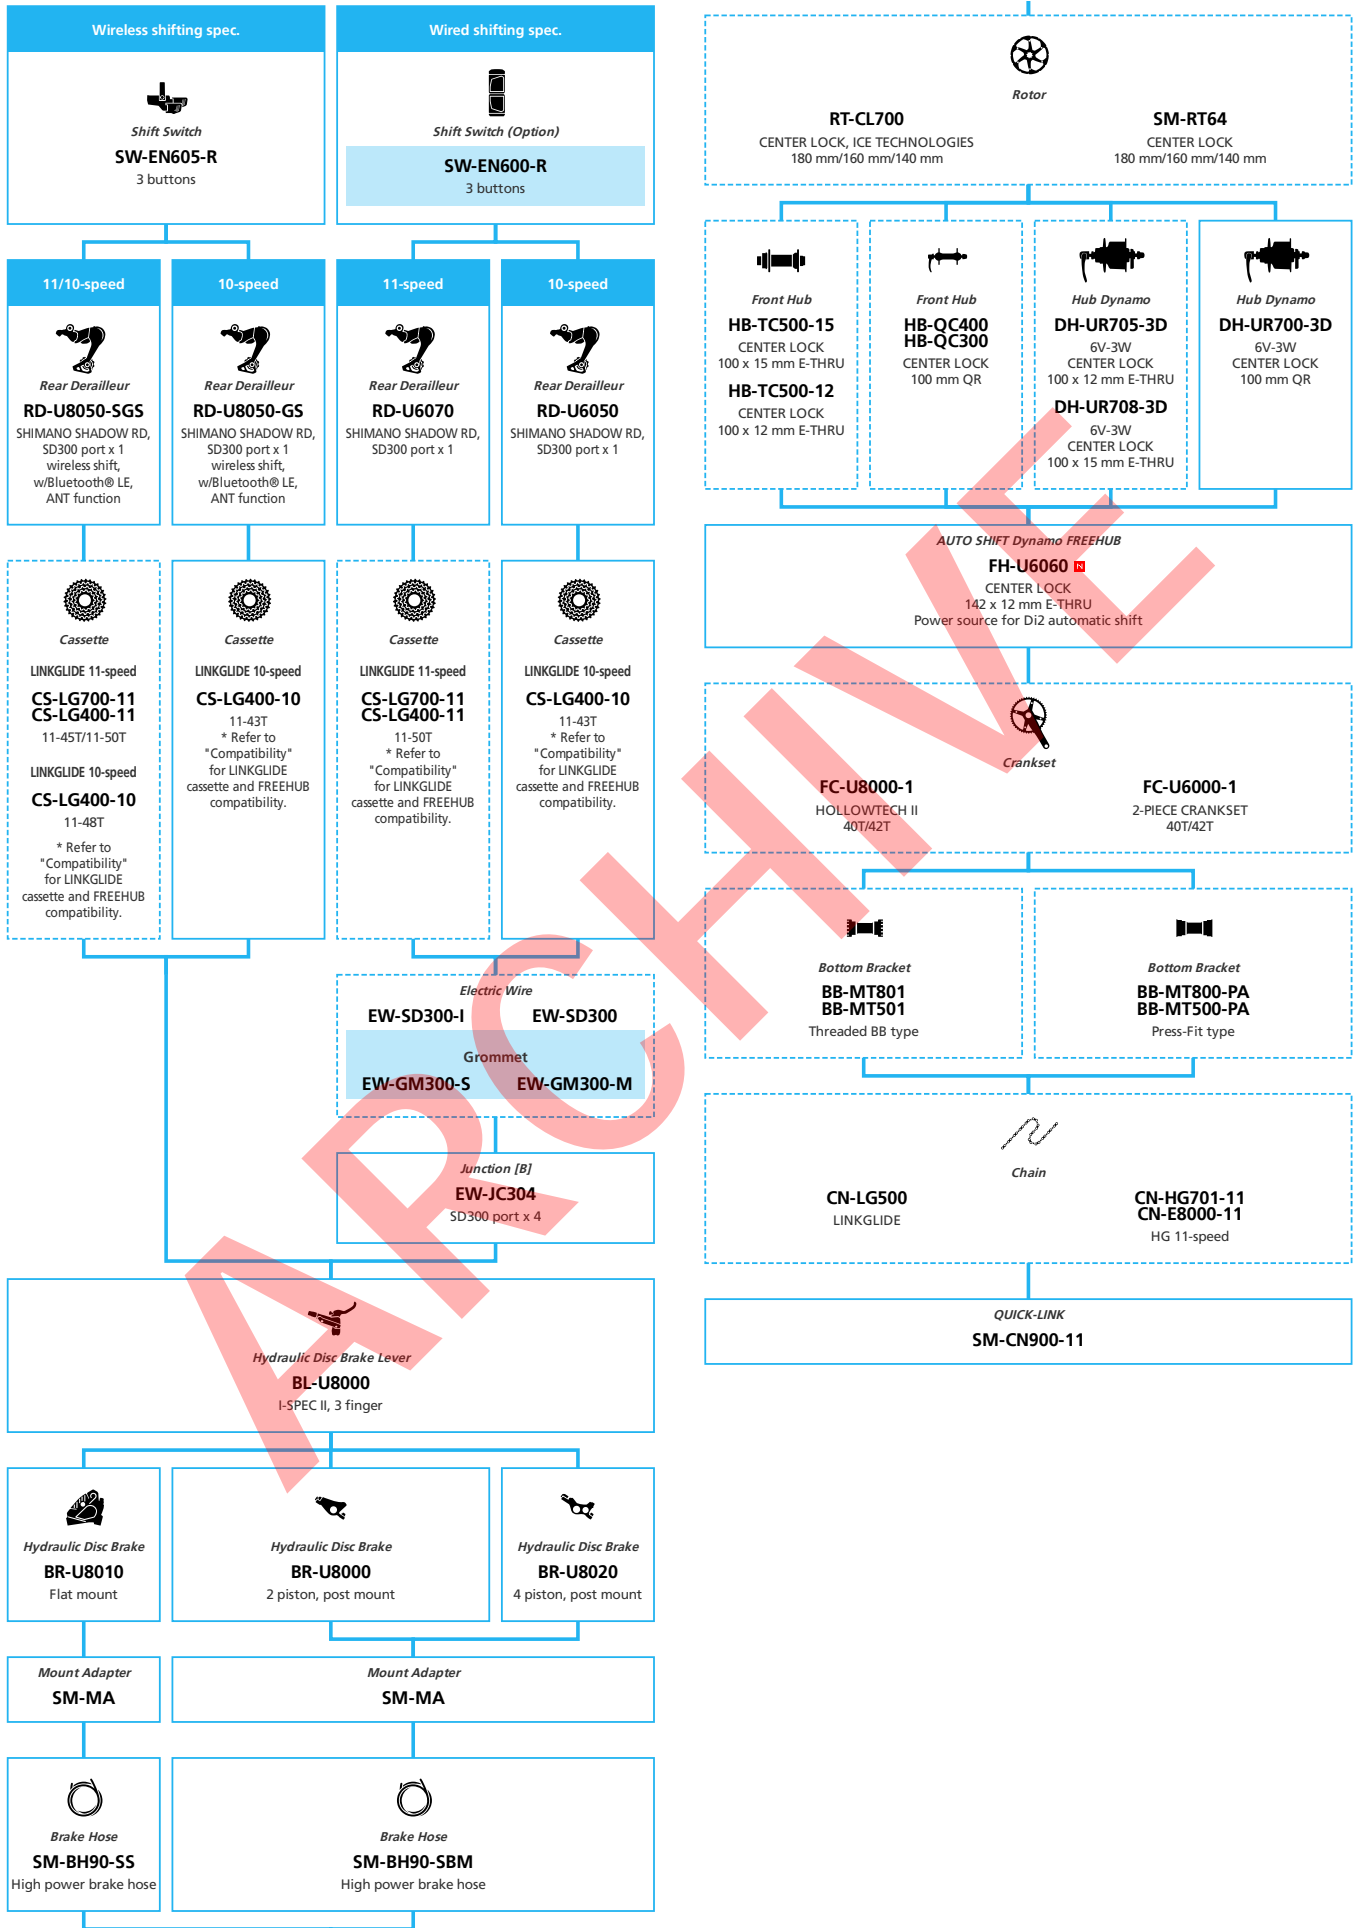 Wireless shifting spec.
Shift Switch
SW-EN605-R
3 buttons
Wired shifting spec.
Shift Switch (Option)
SW-EN600-R
3 buttons
11/10-speed
Rear Derailleur
RD-U8050-SGS
SHIMANO SHADOW RD,
SD300 port x 1
wireless shift,
w/Bluetooth® LE,
ANT function
10-speed
Rear Derailleur
RD-U8050-GS
SHIMANO SHADOW RD,
SD300 port x 1
wireless shift,
w/Bluetooth® LE,
ANT function
11-speed
Rear Derailleur
RD-U6070
SHIMANO SHADOW RD,
SD300 port x 1
10-speed
Rear Derailleur
RD-U6050
SHIMANO SHADOW RD,
SD300 port x 1
Cassette
LINKGLIDE 11-speed
CS-LG700-11
CS-LG400-11
11-45T/11-50T
LINKGLIDE 10-speed
CS-LG400-10
11-48T
* Refer to
"Compatibility"
for LINKGLIDE
cassette and FREEHUB
compatibility.
Cassette
LINKGLIDE 10-speed
CS-LG400-10
11-43T
* Refer to
"Compatibility"
for LINKGLIDE
cassette and FREEHUB
compatibility.
Cassette
LINKGLIDE 11-speed
CS-LG700-11
CS-LG400-11
11-50T
* Refer to
"Compatibility"
for LINKGLIDE
cassette and FREEHUB
compatibility.
Cassette
LINKGLIDE 10-speed
CS-LG400-10
11-43T
* Refer to
"Compatibility"
for LINKGLIDE
cassette and FREEHUB
compatibility.
Electric Wire
EW-SD300-I EW-SD300
Grommet
EW-GM300-S EW-GM300-M
Junction [B]
EW-JC304
SD300 port x 4
Hydraulic Disc Brake Lever
BL-U8000
I-SPEC II, 3 finger
Hydraulic Disc Brake
BR-U8010
Flat mount
Hydraulic Disc Brake
BR-U8000
2 piston, post mount
Hydraulic Disc Brake
BR-U8020
4 piston, post mount
Mount Adapter
SM-MA
Mount Adapter
SM-MA
Brake Hose
SM-BH90-SS
High power brake hose
Brake Hose
SM-BH90-SBM
High power brake hose
Rotor
RT-CL700
CENTER LOCK, ICE TECHNOLOGIES
180 mm/160 mm/140 mm
SM-RT64
CENTER LOCK
180 mm/160 mm/140 mm
Front Hub
HB-TC500-15
CENTER LOCK
100 x 15 mm E-THRU
HB-TC500-12
CENTER LOCK
100 x 12 mm E-THRU
Front Hub
HB-QC400
HB-QC300
CENTER LOCK
100 mm QR
Hub Dynamo
DH-UR705-3D
6V-3W
CENTER LOCK
100 x 12 mm E-THRU
DH-UR708-3D
6V-3W
CENTER LOCK
100 x 15 mm E-THRU
Hub Dynamo
DH-UR700-3D
6V-3W
CENTER LOCK
100 mm QR
AUTO SHIFT Dynamo FREEHUB
FH-U6060 N
CENTER LOCK
142 x 12 mm E-THRU
Power source for Di2 automatic shift
Crankset
FC-U8000-1
HOLLOWTECH II
40T/42T
FC-U6000-1
2-PIECE CRANKSET
40T/42T
Bottom Bracket
BB-MT801
BB-MT501
Threaded BB type
Bottom Bracket
BB-MT800-PA
BB-MT500-PA
Press-Fit type
Chain
CN-LG500
LINKGLIDE
CN-HG701-11
CN-E8000-11
HG 11-speed
QUICK-LINK
SM-CN900-11
ARCHIVE